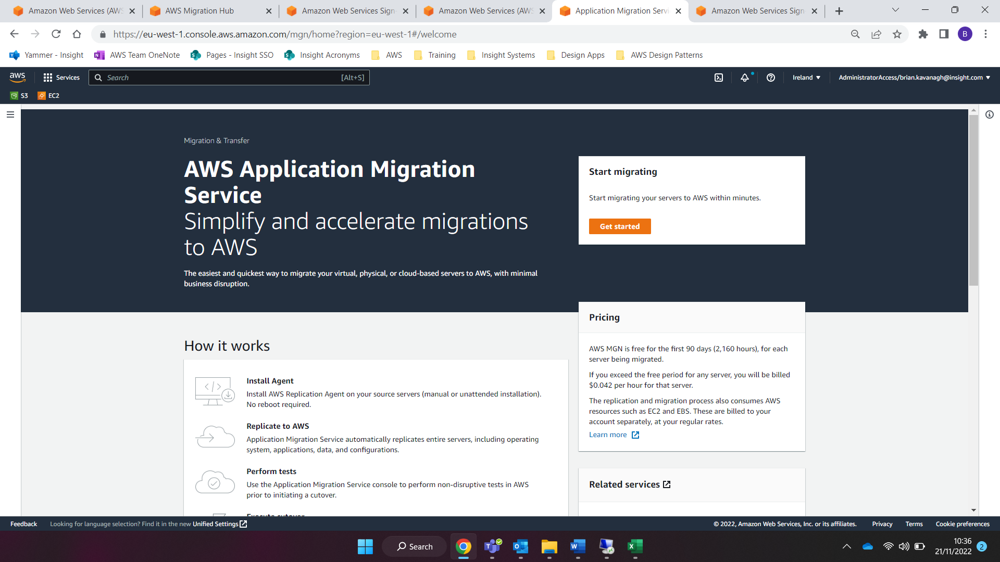 Amazon Web Services (AWS
AWS Migration Hub
Amazon Web Services Sign-
Amazon Web Services (AWS
Application Migration Servi
Amazon Web Services Sign
https://eu-west-1.console.aws.amazon.com/mgn/home?region=eu-west-1#/welcome
B
Yammer - Insight
AWS Team OneNote
Pages - Insight SSO
Insight Acronyms
AWS
Training
Insight Systems
Design Apps
AWS Design Patterns
aws
Services
Search
[Alt+S]
Ireland
AdministratorAccess/brian.kavanagh@insight.com
S3
EC2
Migration & Transfer
AWS Application Migration
Service
Simplify and accelerate migrations
to AWS
The easiest and quickest way to migrate your virtual, physical, or cloud-based servers to AWS, with minimal
business disruption.
Start migrating
Start migrating your servers to AWS within minutes.
Get started
How it works
Install Agent
Install AWS Replication Agent on your source servers (manual or unattended installation).
No reboot required.
Replicate to AWS
Application Migration Service automatically replicates entire servers, including operating
system, applications, data, and configurations.
Perform tests
Use the Application Migration Service console to perform non-disruptive tests in AWS
prior to initiating a cutover.
Execute cutover
Pricing
AWS MGN is free for the first 90 days (2,160 hours), for each
server being migrated.
If you exceed the free period for any server, you will be billed
$0.042 per hour for that server.
The replication and migration process also consumes AWS
resources such as EC2 and EBS. These are billed to your
account separately, at your regular rates.
Learn more
Related services
Feedback
Looking for language selection? Find it in the new Unified Settings
© 2022, Amazon Web Services, Inc. or its affiliates.
Privacy
Terms
Cookie preferences
Search
10:36
21/11/2022
2